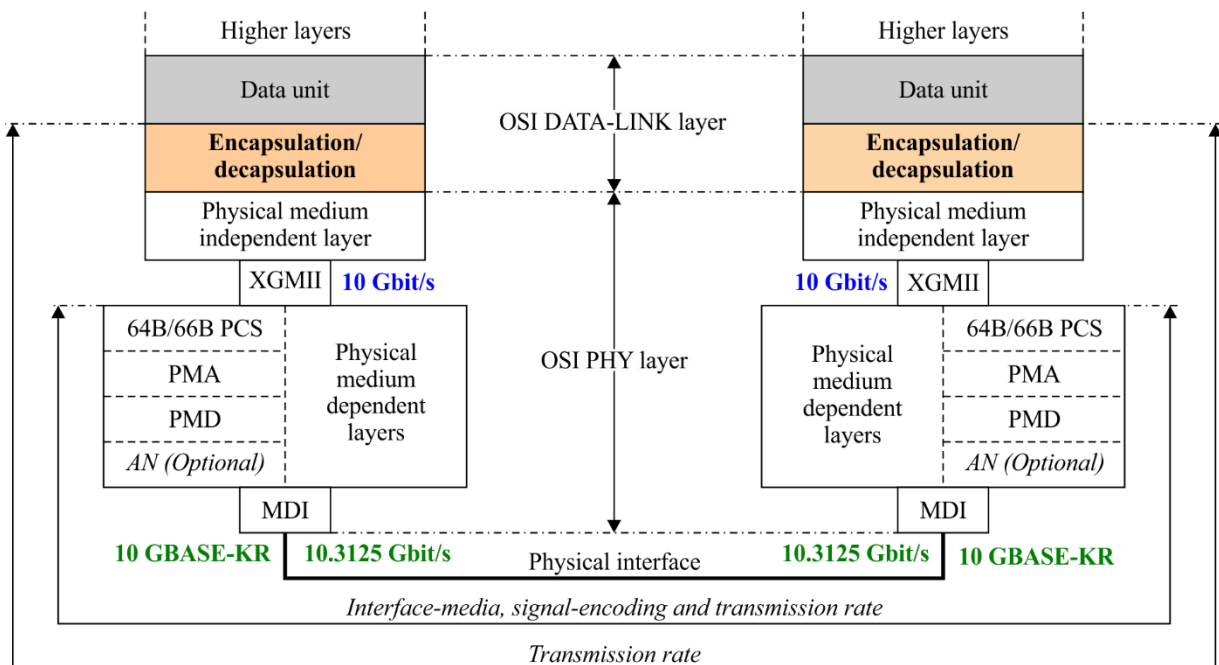 Higher layers
Higher layers
Data unit
Data unit
OSI DATA-LINK layer
Encapsulation/
decapsulation
Encapsulation/
decapsulation
Physical medium
independent layer
Physical medium
independent layer
XGMII
10 Gbit/s
10 Gbit/s
XGMII
64B/66B PCS
PMA
PMD
AN (Optional)
Physical
medium
dependent
layers
OSI PHY layer
Physical
medium
dependent
layers
64B/66B PCS
PMA
PMD
AN (Optional)
MDI
MDI
10 GBASE-KR
10.3125 Gbit/s
Physical interface
10.3125 Gbit/s
10 GBASE-KR
Interface-media, signal-encoding and transmission rate
Transmission rate